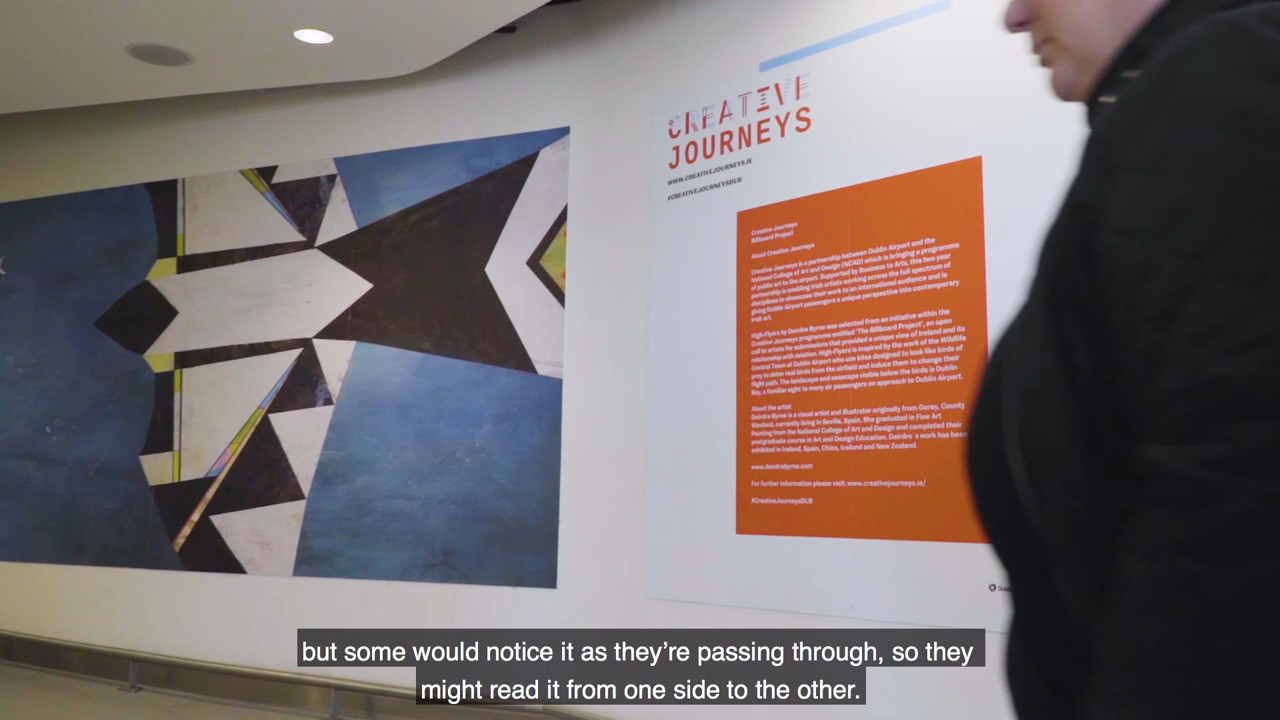 CREATIVE
JOURNEYS
WWW.CREATIVEJOURNEYS.IE
#CREATIVEJOURNEYSDUB
Creative Journeys
Billboard Project
About Creative Journeys
Creative Journeys is a partnership between Dublin Airport and the
National College of Art and Design (NCAD) which is bringing a programme
of public art to the airport. Supported by Business to Arts, this two year
partnership is enabling Irish artists working across the full spectrum of
disciplines to showcase their work to an international audience and is
giving Dublin Airport passengers a unique perspective into contemporary
Irish art.
High-Flyers by Deirdre Byrne was selected from an initiative within the
Creative Journeys programme entitled 'The Billboard Project', an open
call to artists for submissions that provided a unique view of Ireland and its
relationship with aviation. High-Flyers is inspired by the work of the Wildlife
Control Team at Dublin Airport who use kites designed to look like birds of
prey to deter real birds from the airfield and induce them to change their
flight path. The landscape and seascape visible below the birds is Dublin
Bay, a familiar sight to many air passengers on approach to Dublin Airport.
About the artist
Deirdre Byrne is a visual artist and illustrator originally from Gorey, County
Wexford, currently living in Seville, Spain. She graduated in Fine Art
Painting from the National College of Art and Design and completed their
postgraduate course in Art and Design Education. Deirdre´s work has been
exhibited in Ireland, Spain, China, Iceland and New Zealand.
www.deirdrebyrne.com
For further information please visit: www.creativejourneys.ie/
#CreativeJourneysDUB
but some would notice it as they're passing through, so they
might read it from one side to the other.